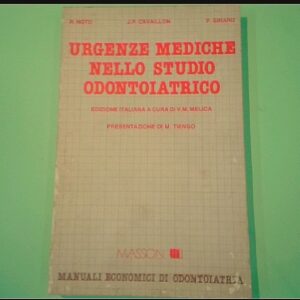 R. NOTO J.P. CAVAILLON P. GIRARD
URGENZE MEDICHE
NELLO STUDIO
ODONTOIATRICO
EDIZIONE ITALIANA A CURA DI V.M. MELICA
PRESENTAZIONE DI M. TIENGO
MASSON
MANUALI ECONOMICI DI ODONTOIATRIA